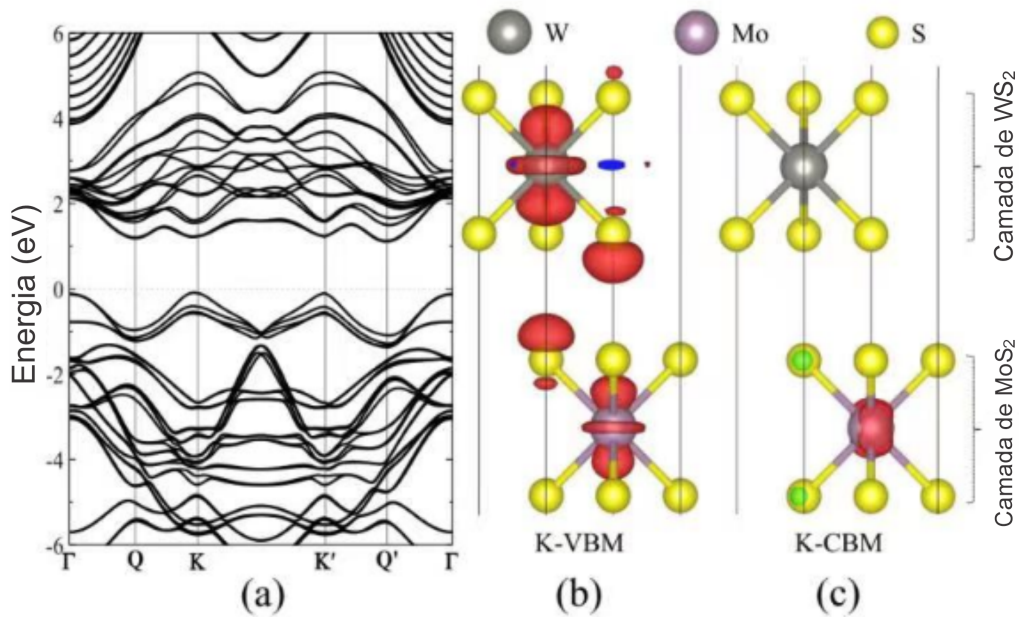 W Mo S
6
4
2
0
-2
-4
-6
Energia (eV)
Γ Q K K' Q' Γ
K-VBM K-CBM
Camada de WS₂
Camada de MoS₂
(a) (b) (c)